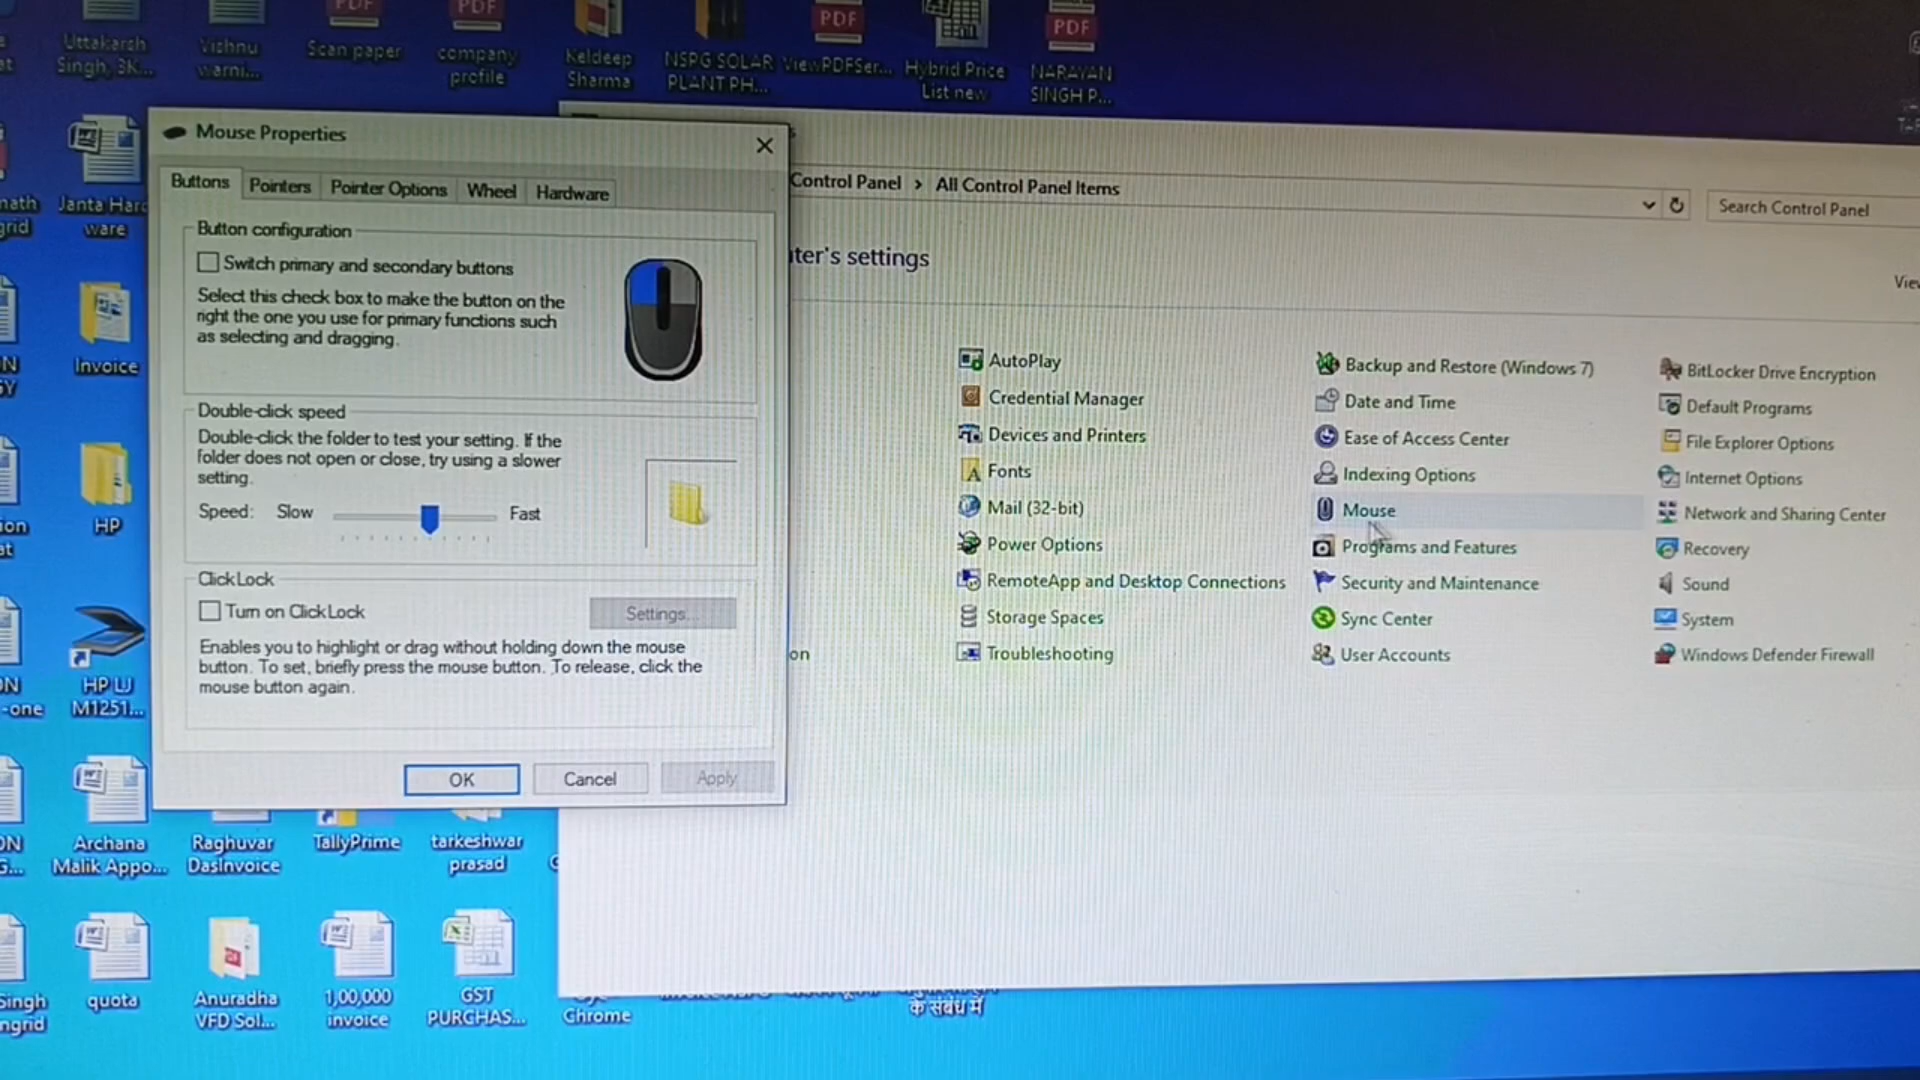 Uttakarsh
Singh, 3K...
Vishnu
warni...
PDF
Scan paper
PDF
company
profile
Keldeep
Sharma
NSPG SOLAR
PLANT PH...
PDF
ViewPDFSer...
Hybrid Price
List new
PDF
NARAYAN
SINGH P...
Janta Hard
ware
Invoice
HP
HP LJ
M1251...
-one
Archana
Malik Appo...
Raghuvar
DasInvoice
TallyPrime
tarkeshwar
prasad
Singh
quota
Anuradha
VFD Sol...
1,00,000
invoice
GST
PURCHAS...
Chrome
के संबंध में
Mouse Properties
Buttons
Pointers
Pointer Options
Wheel
Hardware
Button configuration
Switch primary and secondary buttons
Select this check box to make the button on the
right the one you use for primary functions such
as selecting and dragging.
Double-click speed
Double-click the folder to test your setting. If the
folder does not open or close, try using a slower
setting.
Speed: Slow Fast
ClickLock
Turn on ClickLock
Settings...
Enables you to highlight or drag without holding down the mouse
button. To set, briefly press the mouse button. To release, click the
mouse button again.
OK
Cancel
Apply
Control Panel > All Control Panel Items
Search Control Panel
ter's settings
AutoPlay
Credential Manager
Devices and Printers
Fonts
Mail (32-bit)
Power Options
RemoteApp and Desktop Connections
Storage Spaces
Troubleshooting
on
Backup and Restore (Windows 7)
Date and Time
Ease of Access Center
Indexing Options
Mouse
Programs and Features
Security and Maintenance
Sync Center
User Accounts
BitLocker Drive Encryption
Default Programs
File Explorer Options
Internet Options
Network and Sharing Center
Recovery
Sound
System
Windows Defender Firewall